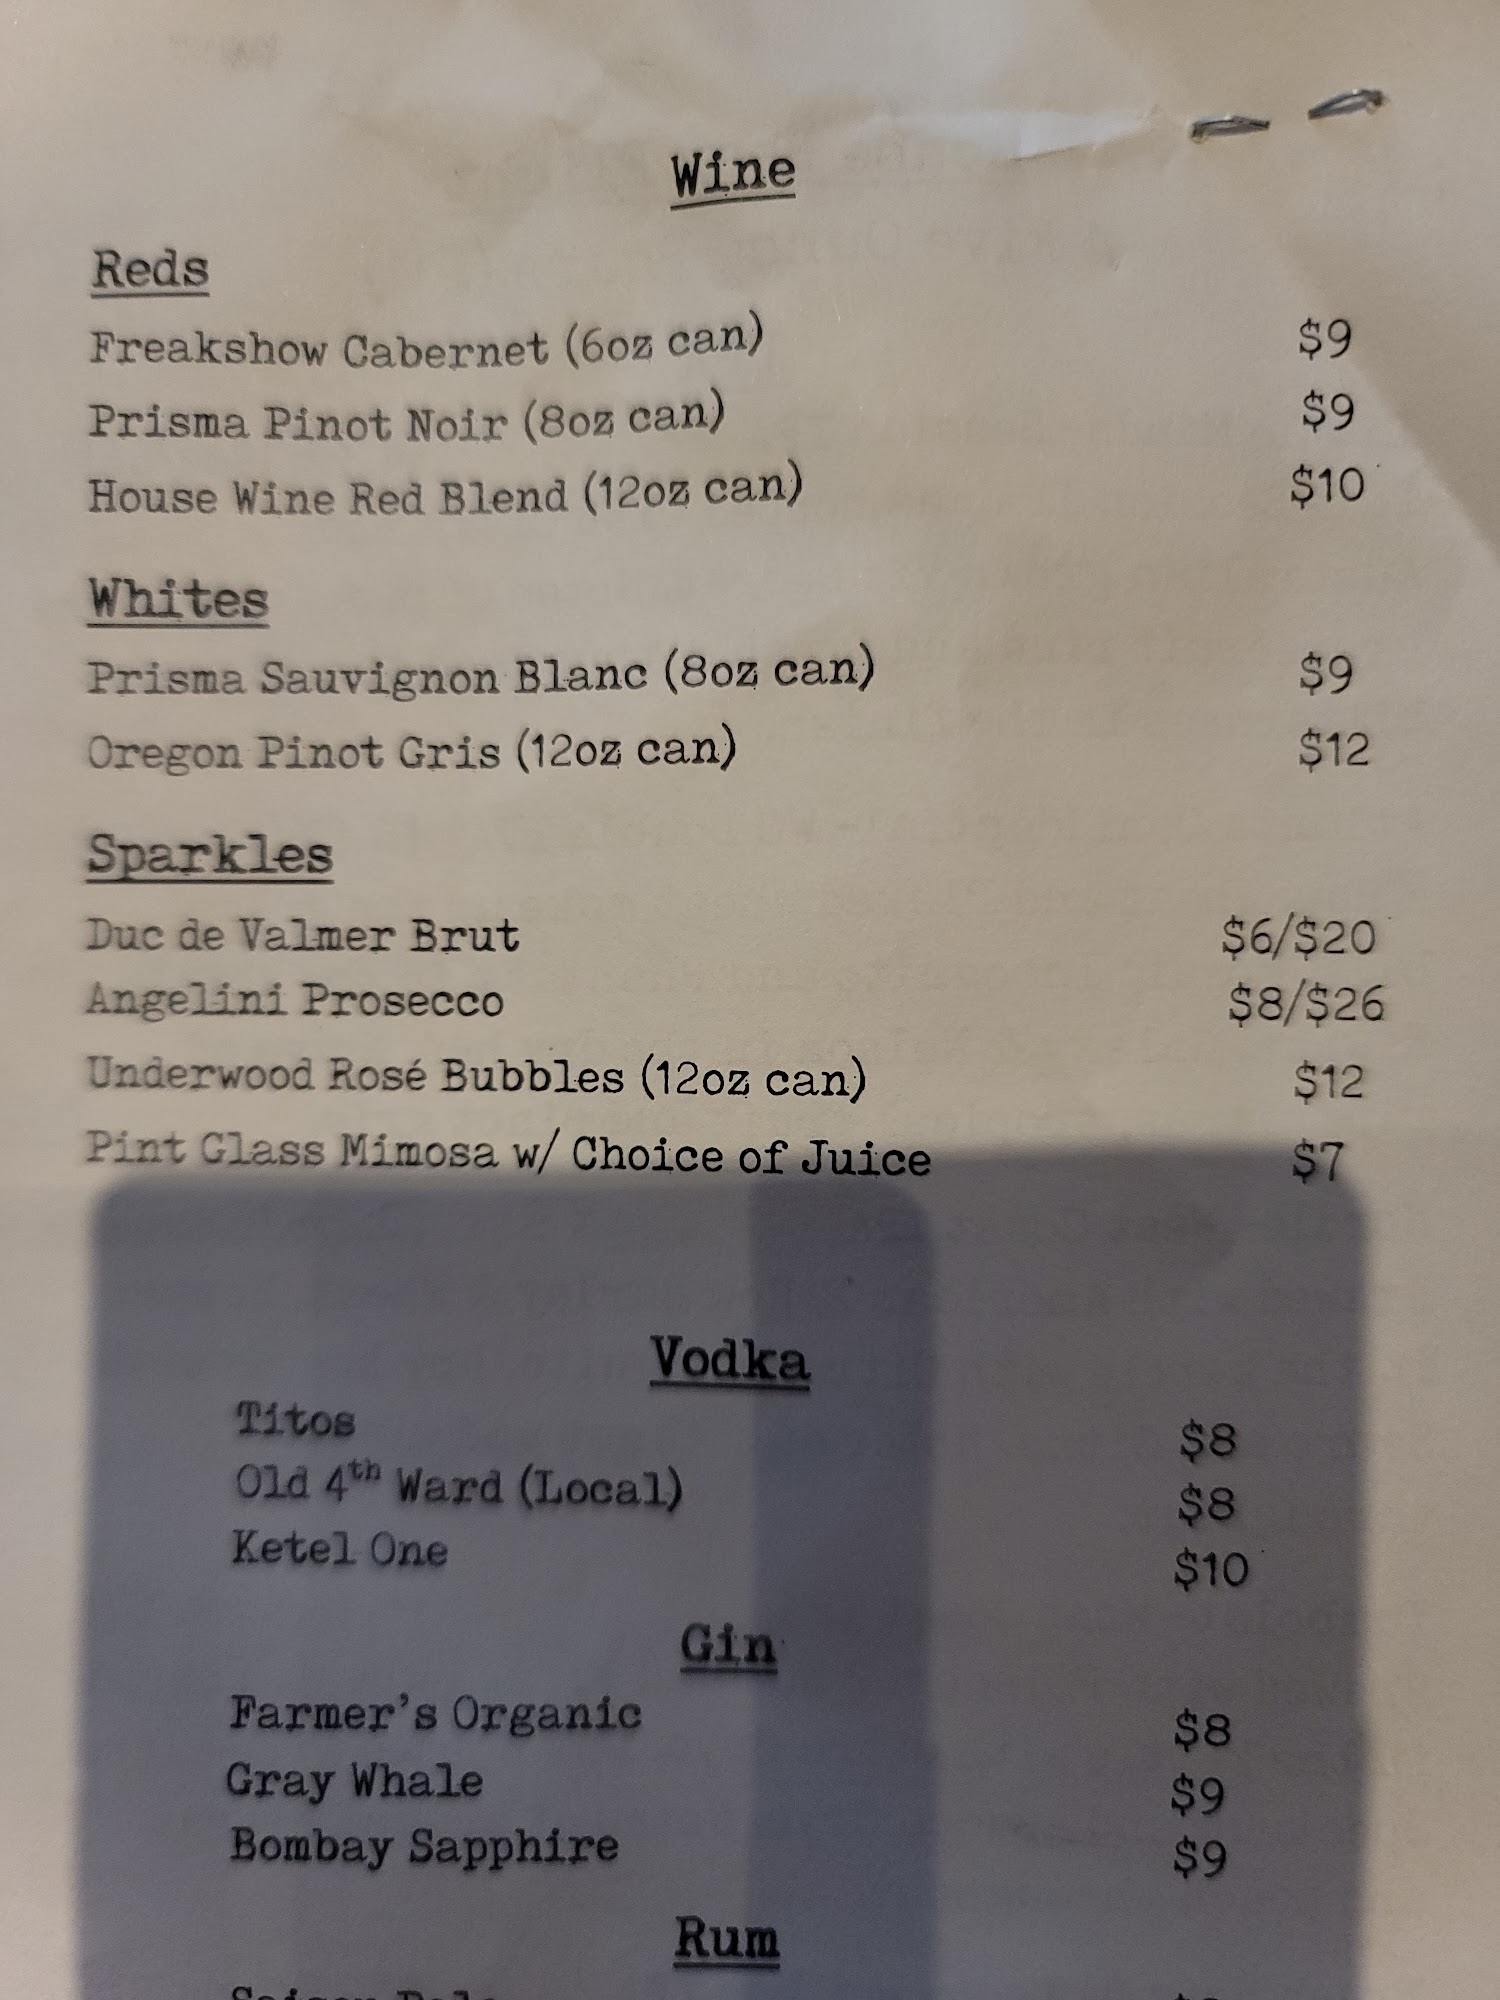 Wine
Reds
Freakshow Cabernet (6oz can) $9
Prisma Pinot Noir (8oz can) $9
House Wine Red Blend (12oz can) $10
Whites
Prisma Sauvignon Blanc (8oz can) $9
Oregon Pinot Gris (12oz can) $12
Sparkles
Duc de Valmer Brut $6/$20
Angelini Prosecco $8/$26
Underwood Rosé Bubbles (12oz can) $12
Pint Glass Mimosa w/ Choice of Juice $7
Vodka
Titos $8
Old 4th Ward (Local) $8
Ketel One $10
Gin
Farmer's Organic $8
Gray Whale $9
Bombay Sapphire $9
Rum